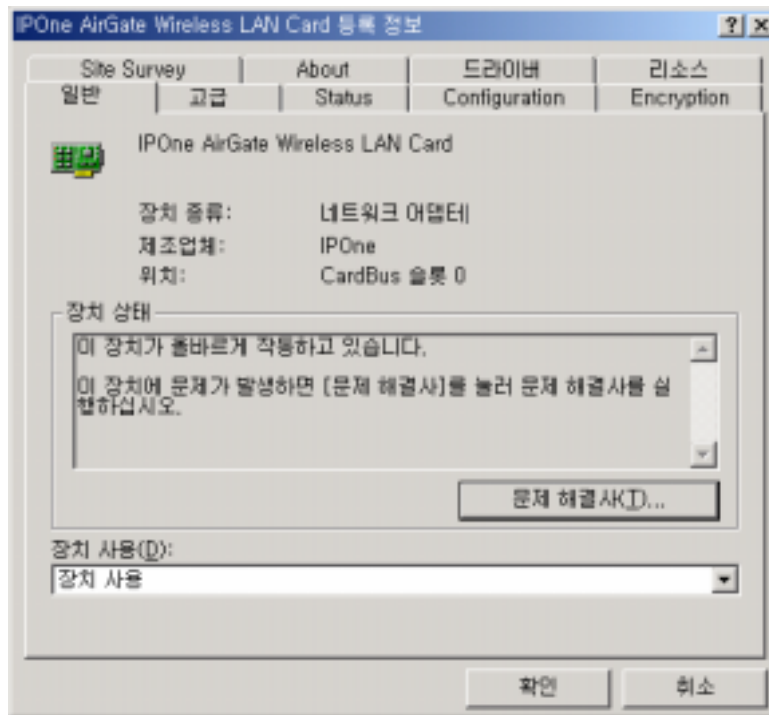 IPOne AirGate Wireless LAN Card 등록 정보
Site Survey About 드라이버 리소스
일반 고급 Status Configuration Encryption
IPOne AirGate Wireless LAN Card
장치 종류: 네트워크 어댑터
제조업체: IPOne
위치: CardBus 슬롯 0
장치 상태
이 장치가 올바르게 작동하고 있습니다.
이 장치에 문제가 발생하면 [문제 해결사]를 눌러 문제 해결사를 실
행하십시오.
문제 해결사(T)...
장치 사용(D):
장치 사용
확인 취소